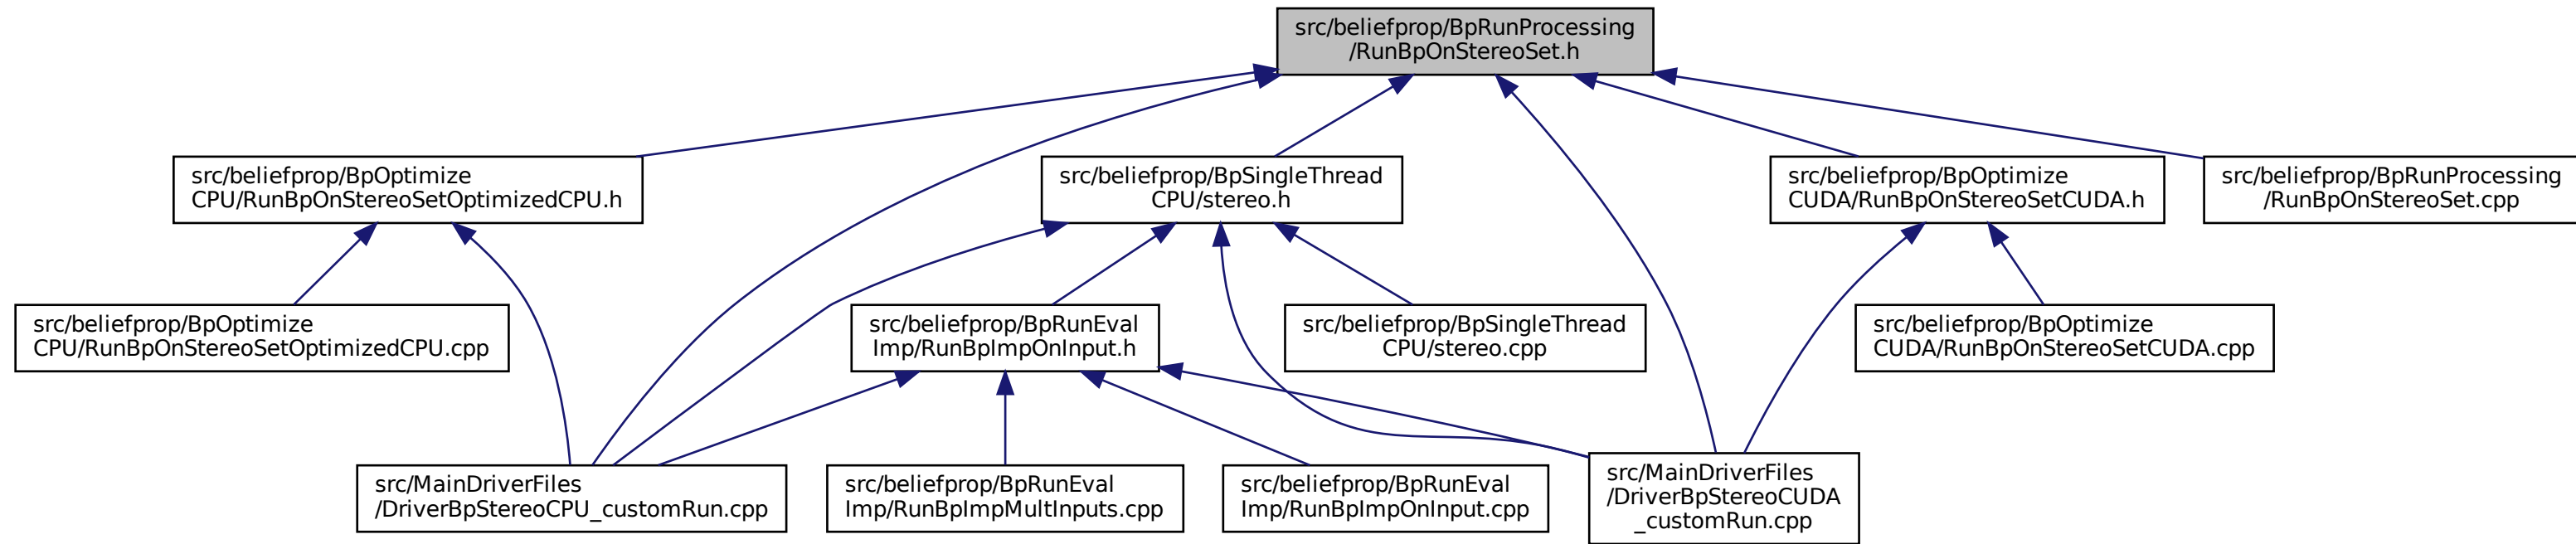 src/beliefprop/BpRunProcessing
/RunBpOnStereoSet.h
src/beliefprop/BpOptimize
CPU/RunBpOnStereoSetOptimizedCPU.h
src/beliefprop/BpSingleThread
CPU/stereo.h
src/beliefprop/BpOptimize
CUDA/RunBpOnStereoSetCUDA.h
src/beliefprop/BpRunProcessing
/RunBpOnStereoSet.cpp
src/beliefprop/BpOptimize
CPU/RunBpOnStereoSetOptimizedCPU.cpp
src/beliefprop/BpRunEval
Imp/RunBpImpOnInput.h
src/beliefprop/BpSingleThread
CPU/stereo.cpp
src/beliefprop/BpOptimize
CUDA/RunBpOnStereoSetCUDA.cpp
src/MainDriverFiles
/DriverBpStereoCPU_customRun.cpp
src/beliefprop/BpRunEval
Imp/RunBpImpMultInputs.cpp
src/beliefprop/BpRunEval
Imp/RunBpImpOnInput.cpp
src/MainDriverFiles
/DriverBpStereoCUDA
_customRun.cpp